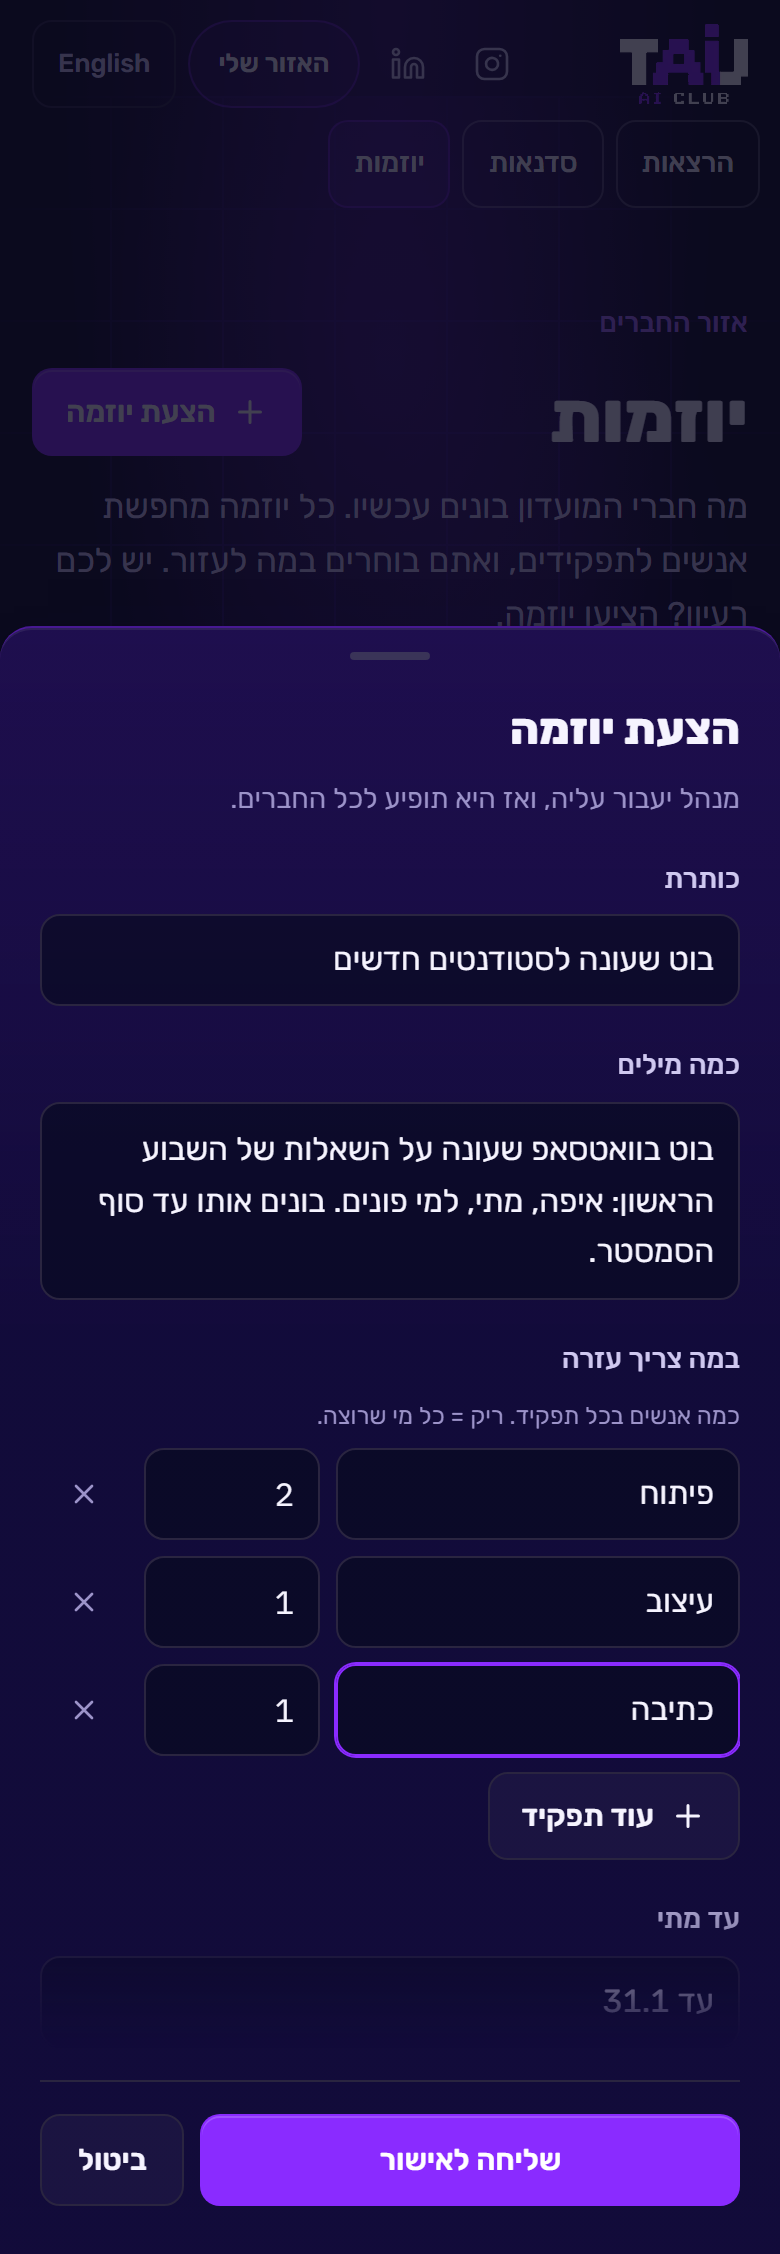 TAiU
AI CLUB
האזור שלי
English
הרצאות
סדנאות
יוזמות
אזור החברים
יוזמות
+ הצעת יוזמה
מה חברי המועדון בונים עכשיו. כל יוזמה מחפשת
אנשים לתפקידים, ואתם בוחרים במה לעזור. יש לכם
רעיון? הציעו יוזמה.
הצעת יוזמה
מנהל יעבור עליה, ואז היא תופיע לכל החברים.
כותרת
בוט שעונה לסטודנטים חדשים
כמה מילים
בוט בוואטסאפ שעונה על השאלות של השבוע
הראשון: איפה, מתי, למי פונים. בונים אותו עד סוף
הסמסטר.
במה צריך עזרה
כמה אנשים בכל תפקיד. ריק = כל מי שרוצה.
פיתוח 2
עיצוב 1
כתיבה 1
+ עוד תפקיד
עד מתי
עד 31.1
שליחה לאישור
ביטול